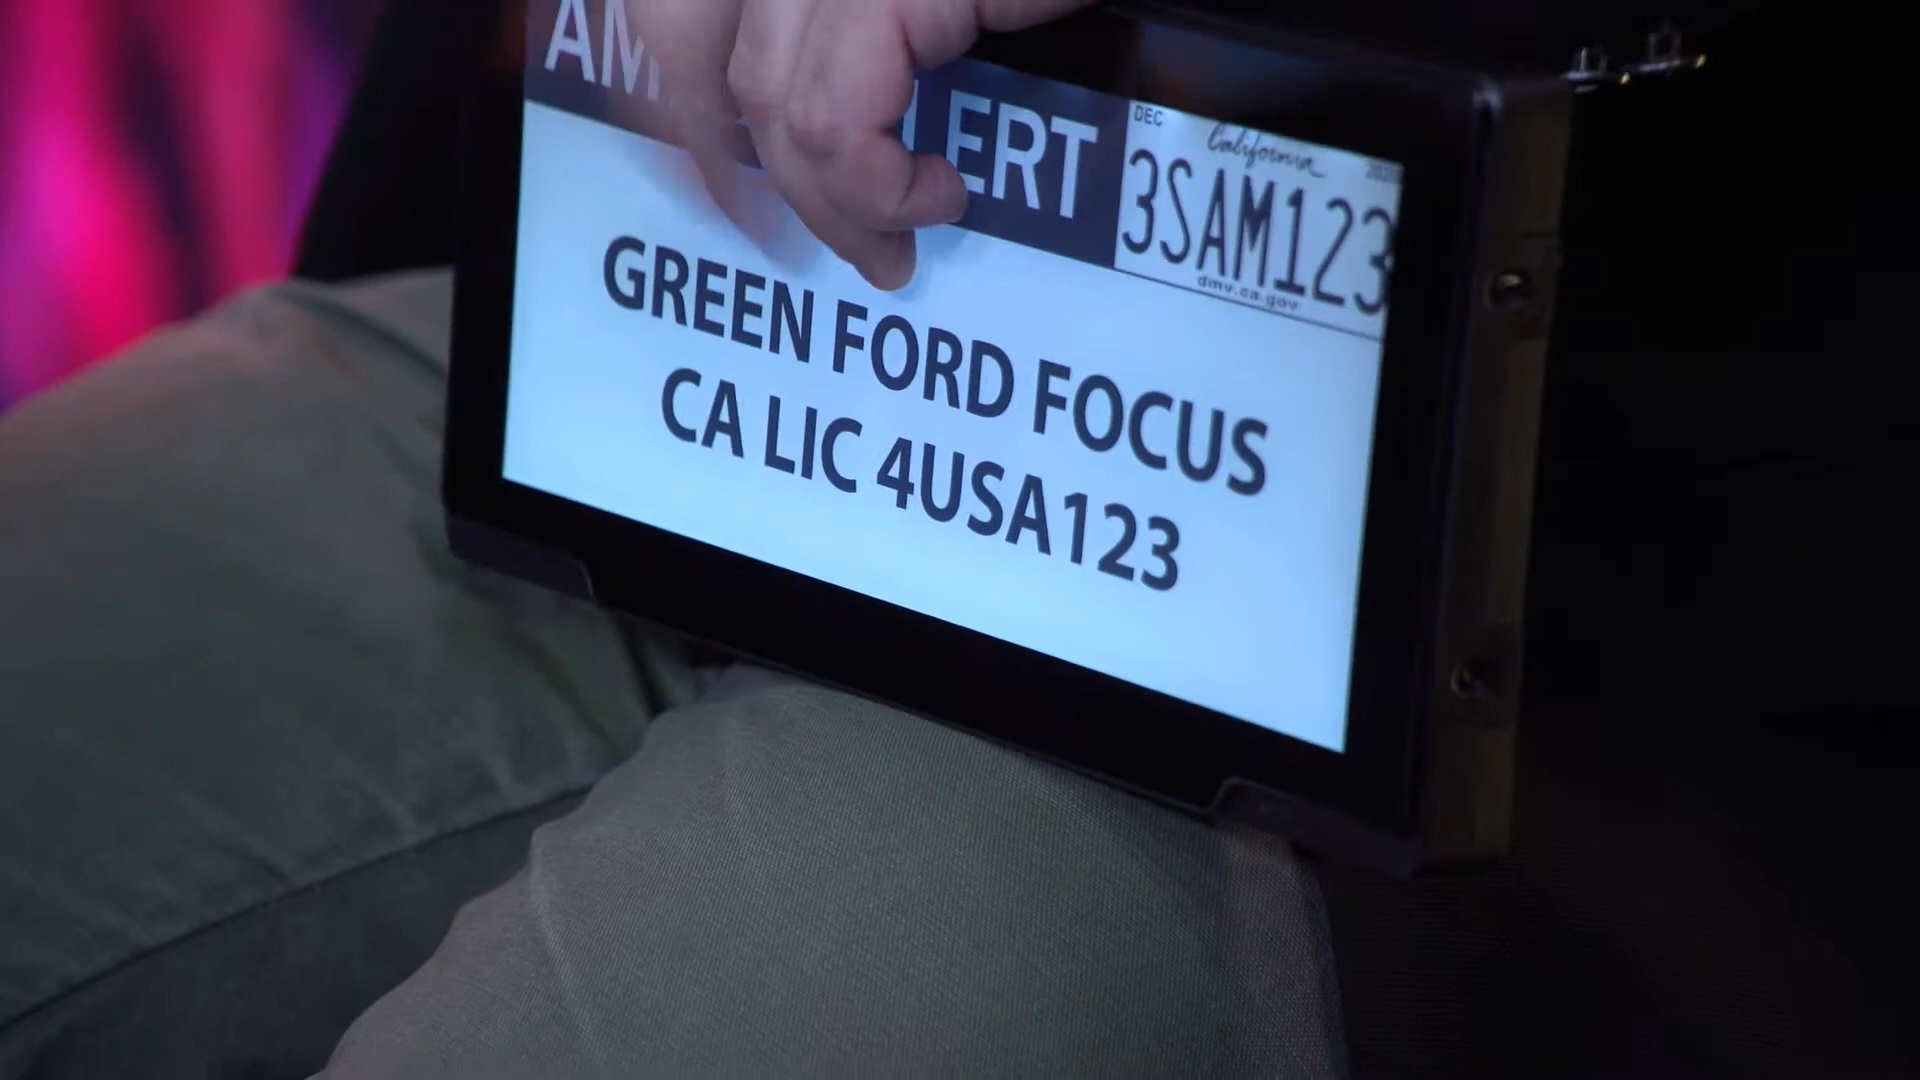 ERT
DEC
California
3SAM123
dmv.ca.gov
GREEN FORD FOCUS
CA LIC 4USA123